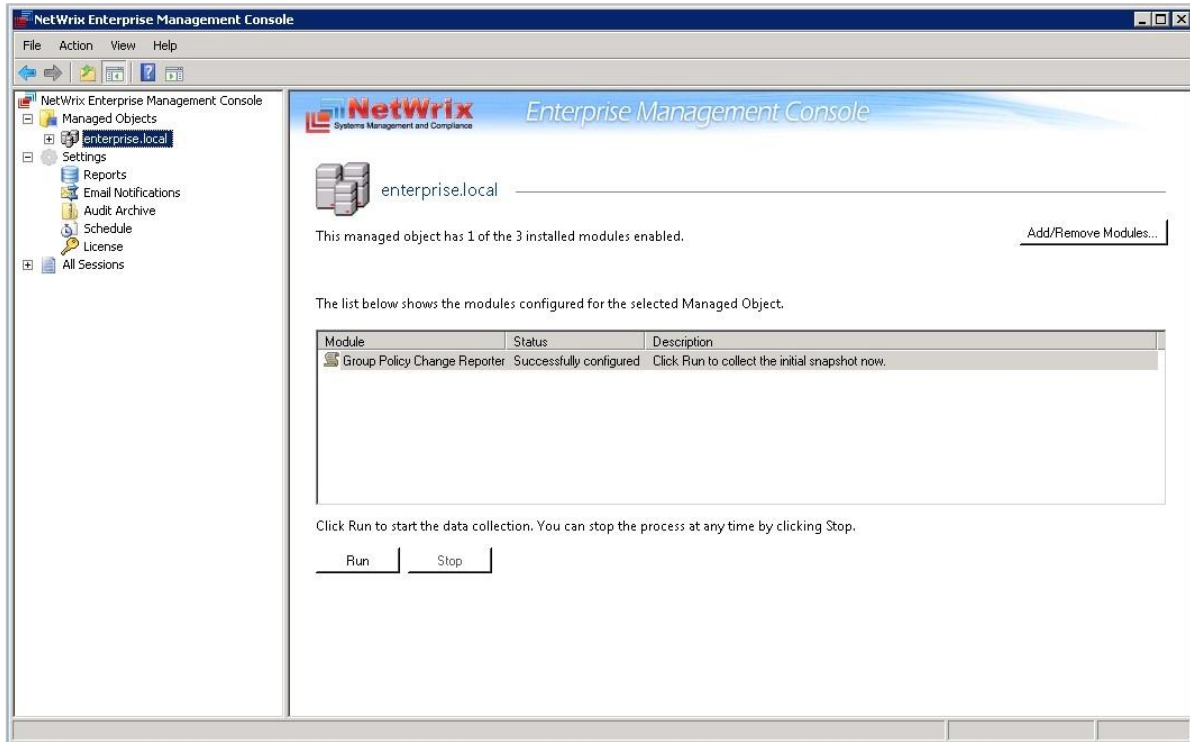 NetWrix Enterprise Management Console
File Action View Help
NetWrix Enterprise Management Console
Managed Objects
enterprise.local
Settings
Reports
Email Notifications
Audit Archive
Schedule
License
All Sessions
NetWrix Enterprise Management Console
Systems Management and Compliance
enterprise.local
This managed object has 1 of the 3 installed modules enabled.
Add/Remove Modules...
The list below shows the modules configured for the selected Managed Object.
Module Status Description
Group Policy Change Reporter Successfully configured Click Run to collect the initial snapshot now.
Click Run to start the data collection. You can stop the process at any time by clicking Stop.
Run Stop